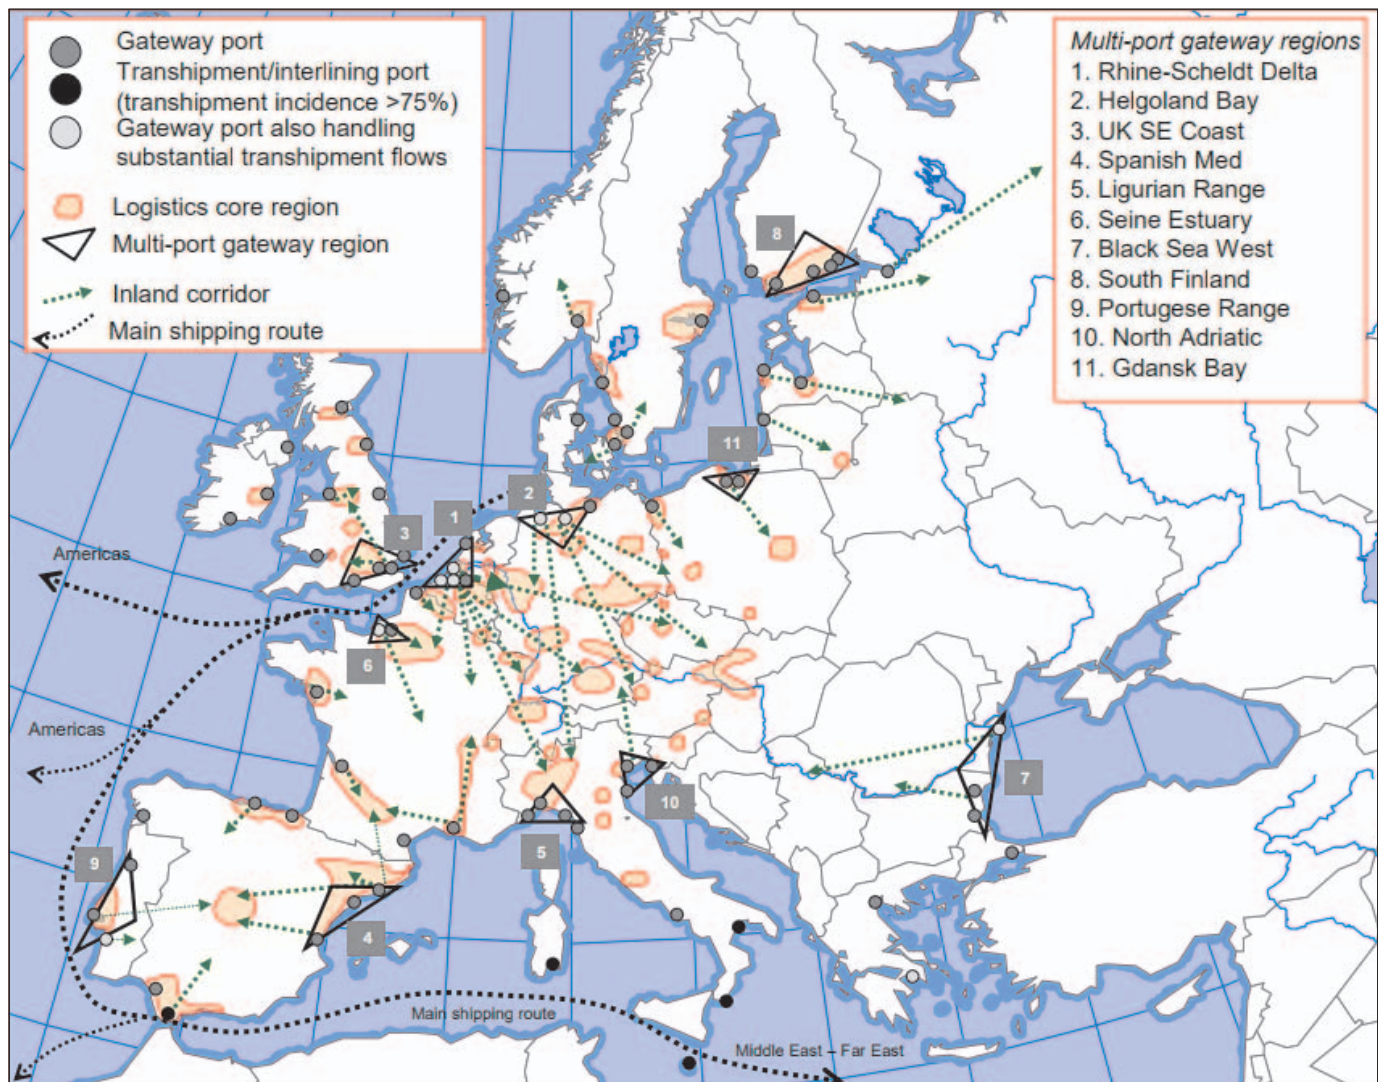 Gateway port
Transhipment/interlining port
(transhipment incidence >75%)
Gateway port also handling
substantial transhipment flows
Logistics core region
Multi-port gateway region
Inland corridor
Main shipping route
Multi-port gateway regions
1. Rhine-Scheldt Delta
2. Helgoland Bay
3. UK SE Coast
4. Spanish Med
5. Ligurian Range
6. Seine Estuary
7. Black Sea West
8. South Finland
9. Portugese Range
10. North Adriatic
11. Gdansk Bay
8
11
2
1
3
Americas
6
Americas
7
10
5
9
4
Main shipping route
Middle East – Far East